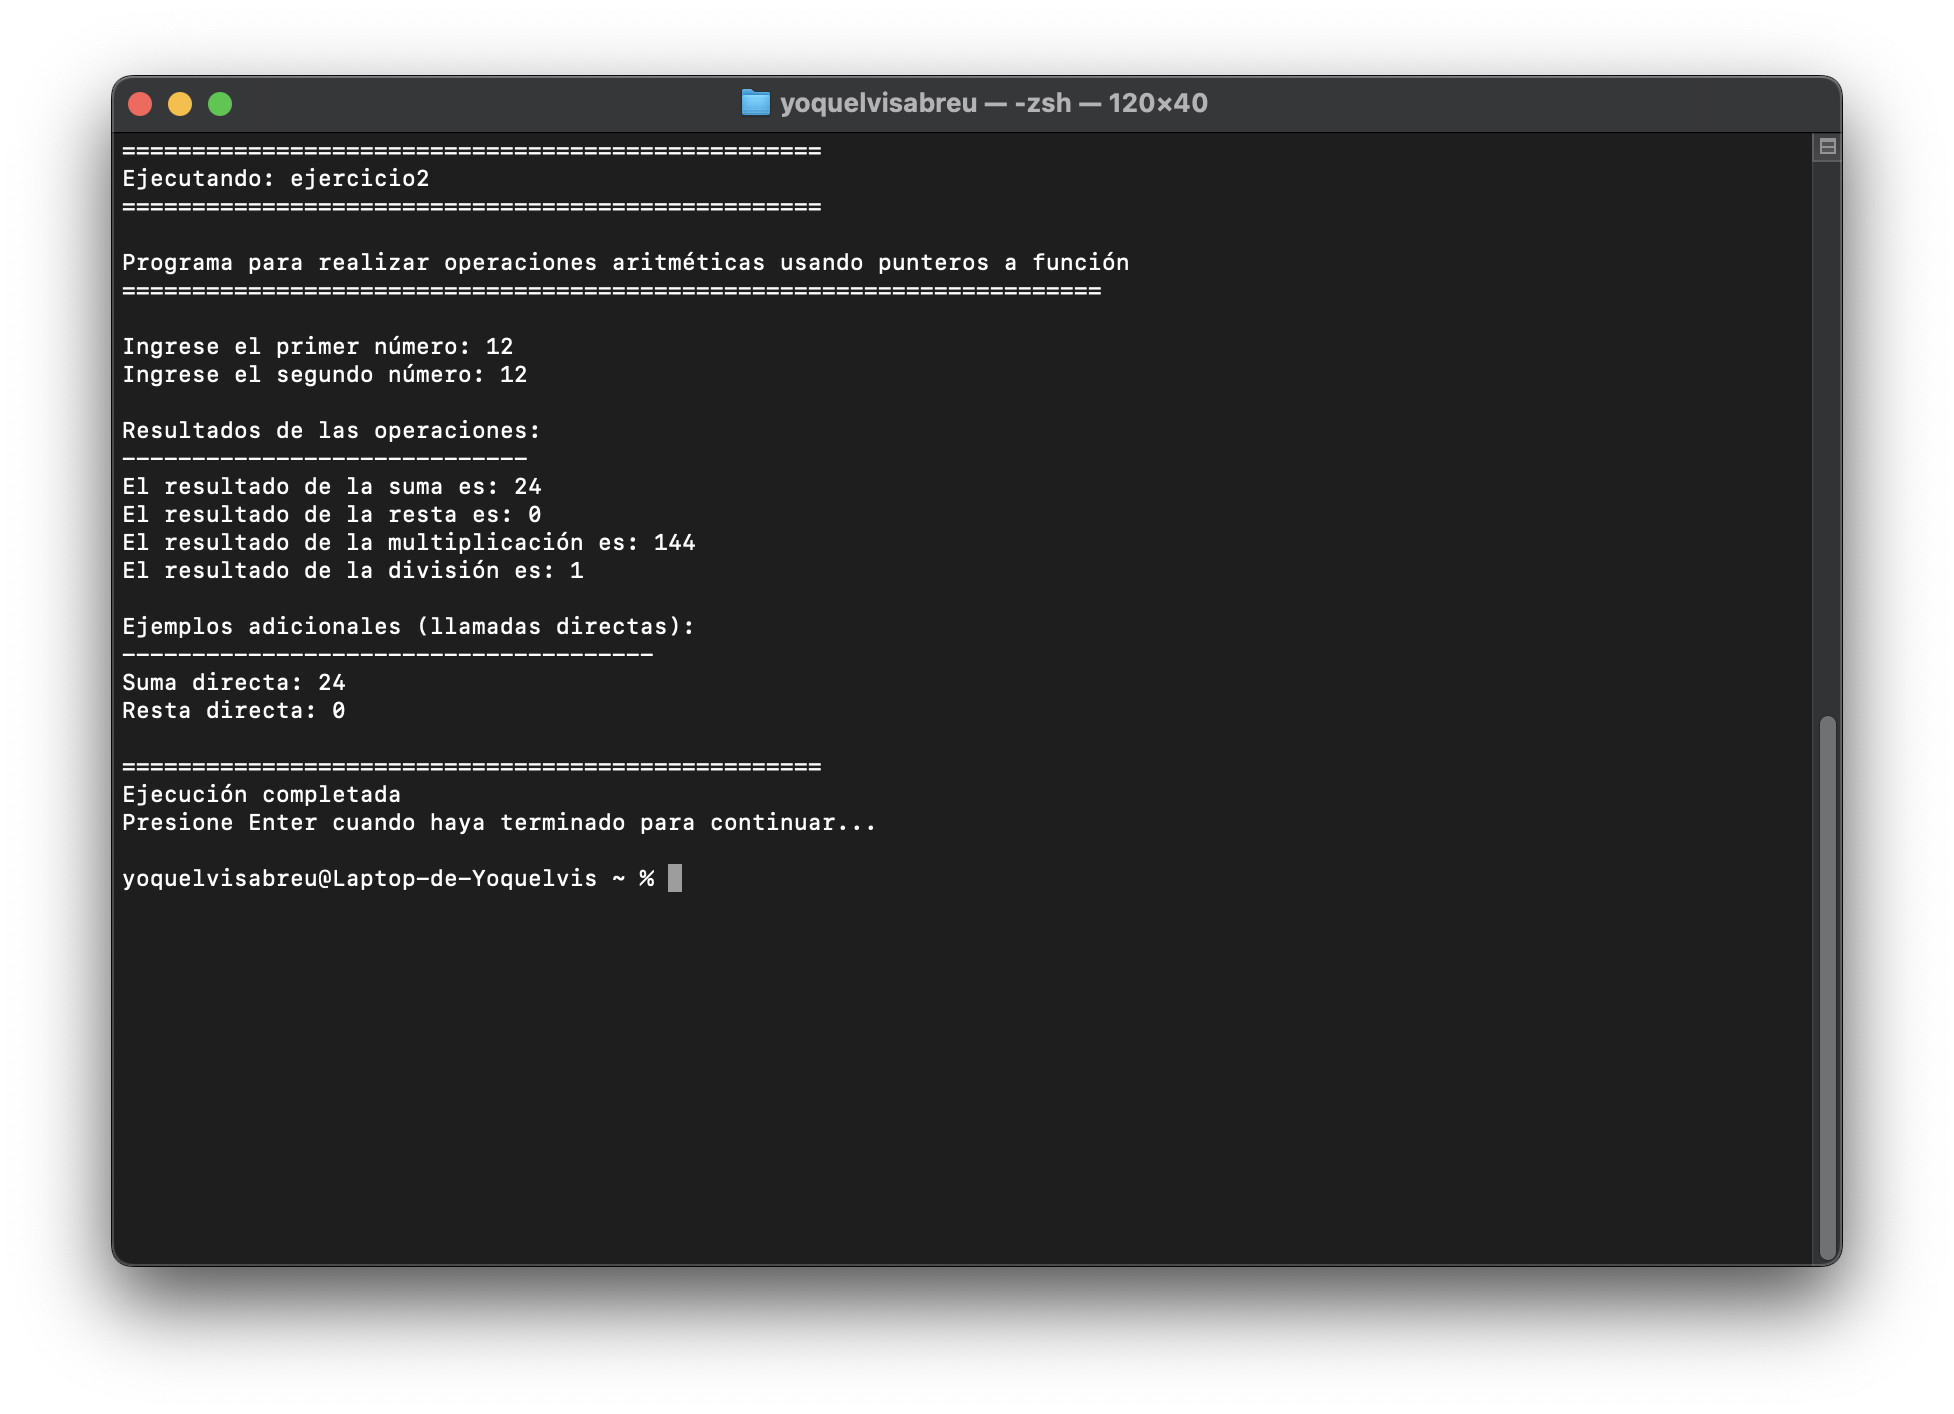 yoquelvisabreu — -zsh — 120×40
==================================================
Ejecutando: ejercicio2
==================================================
Programa para realizar operaciones aritméticas usando punteros a función
======================================================================
Ingrese el primer número: 12
Ingrese el segundo número: 12
Resultados de las operaciones:
-----------------------------
El resultado de la suma es: 24
El resultado de la resta es: 0
El resultado de la multiplicación es: 144
El resultado de la división es: 1
Ejemplos adicionales (llamadas directas):
--------------------------------------
Suma directa: 24
Resta directa: 0
==================================================
Ejecución completada
Presione Enter cuando haya terminado para continuar...
yoquelvisabreu@Laptop-de-Yoquelvis ~ %